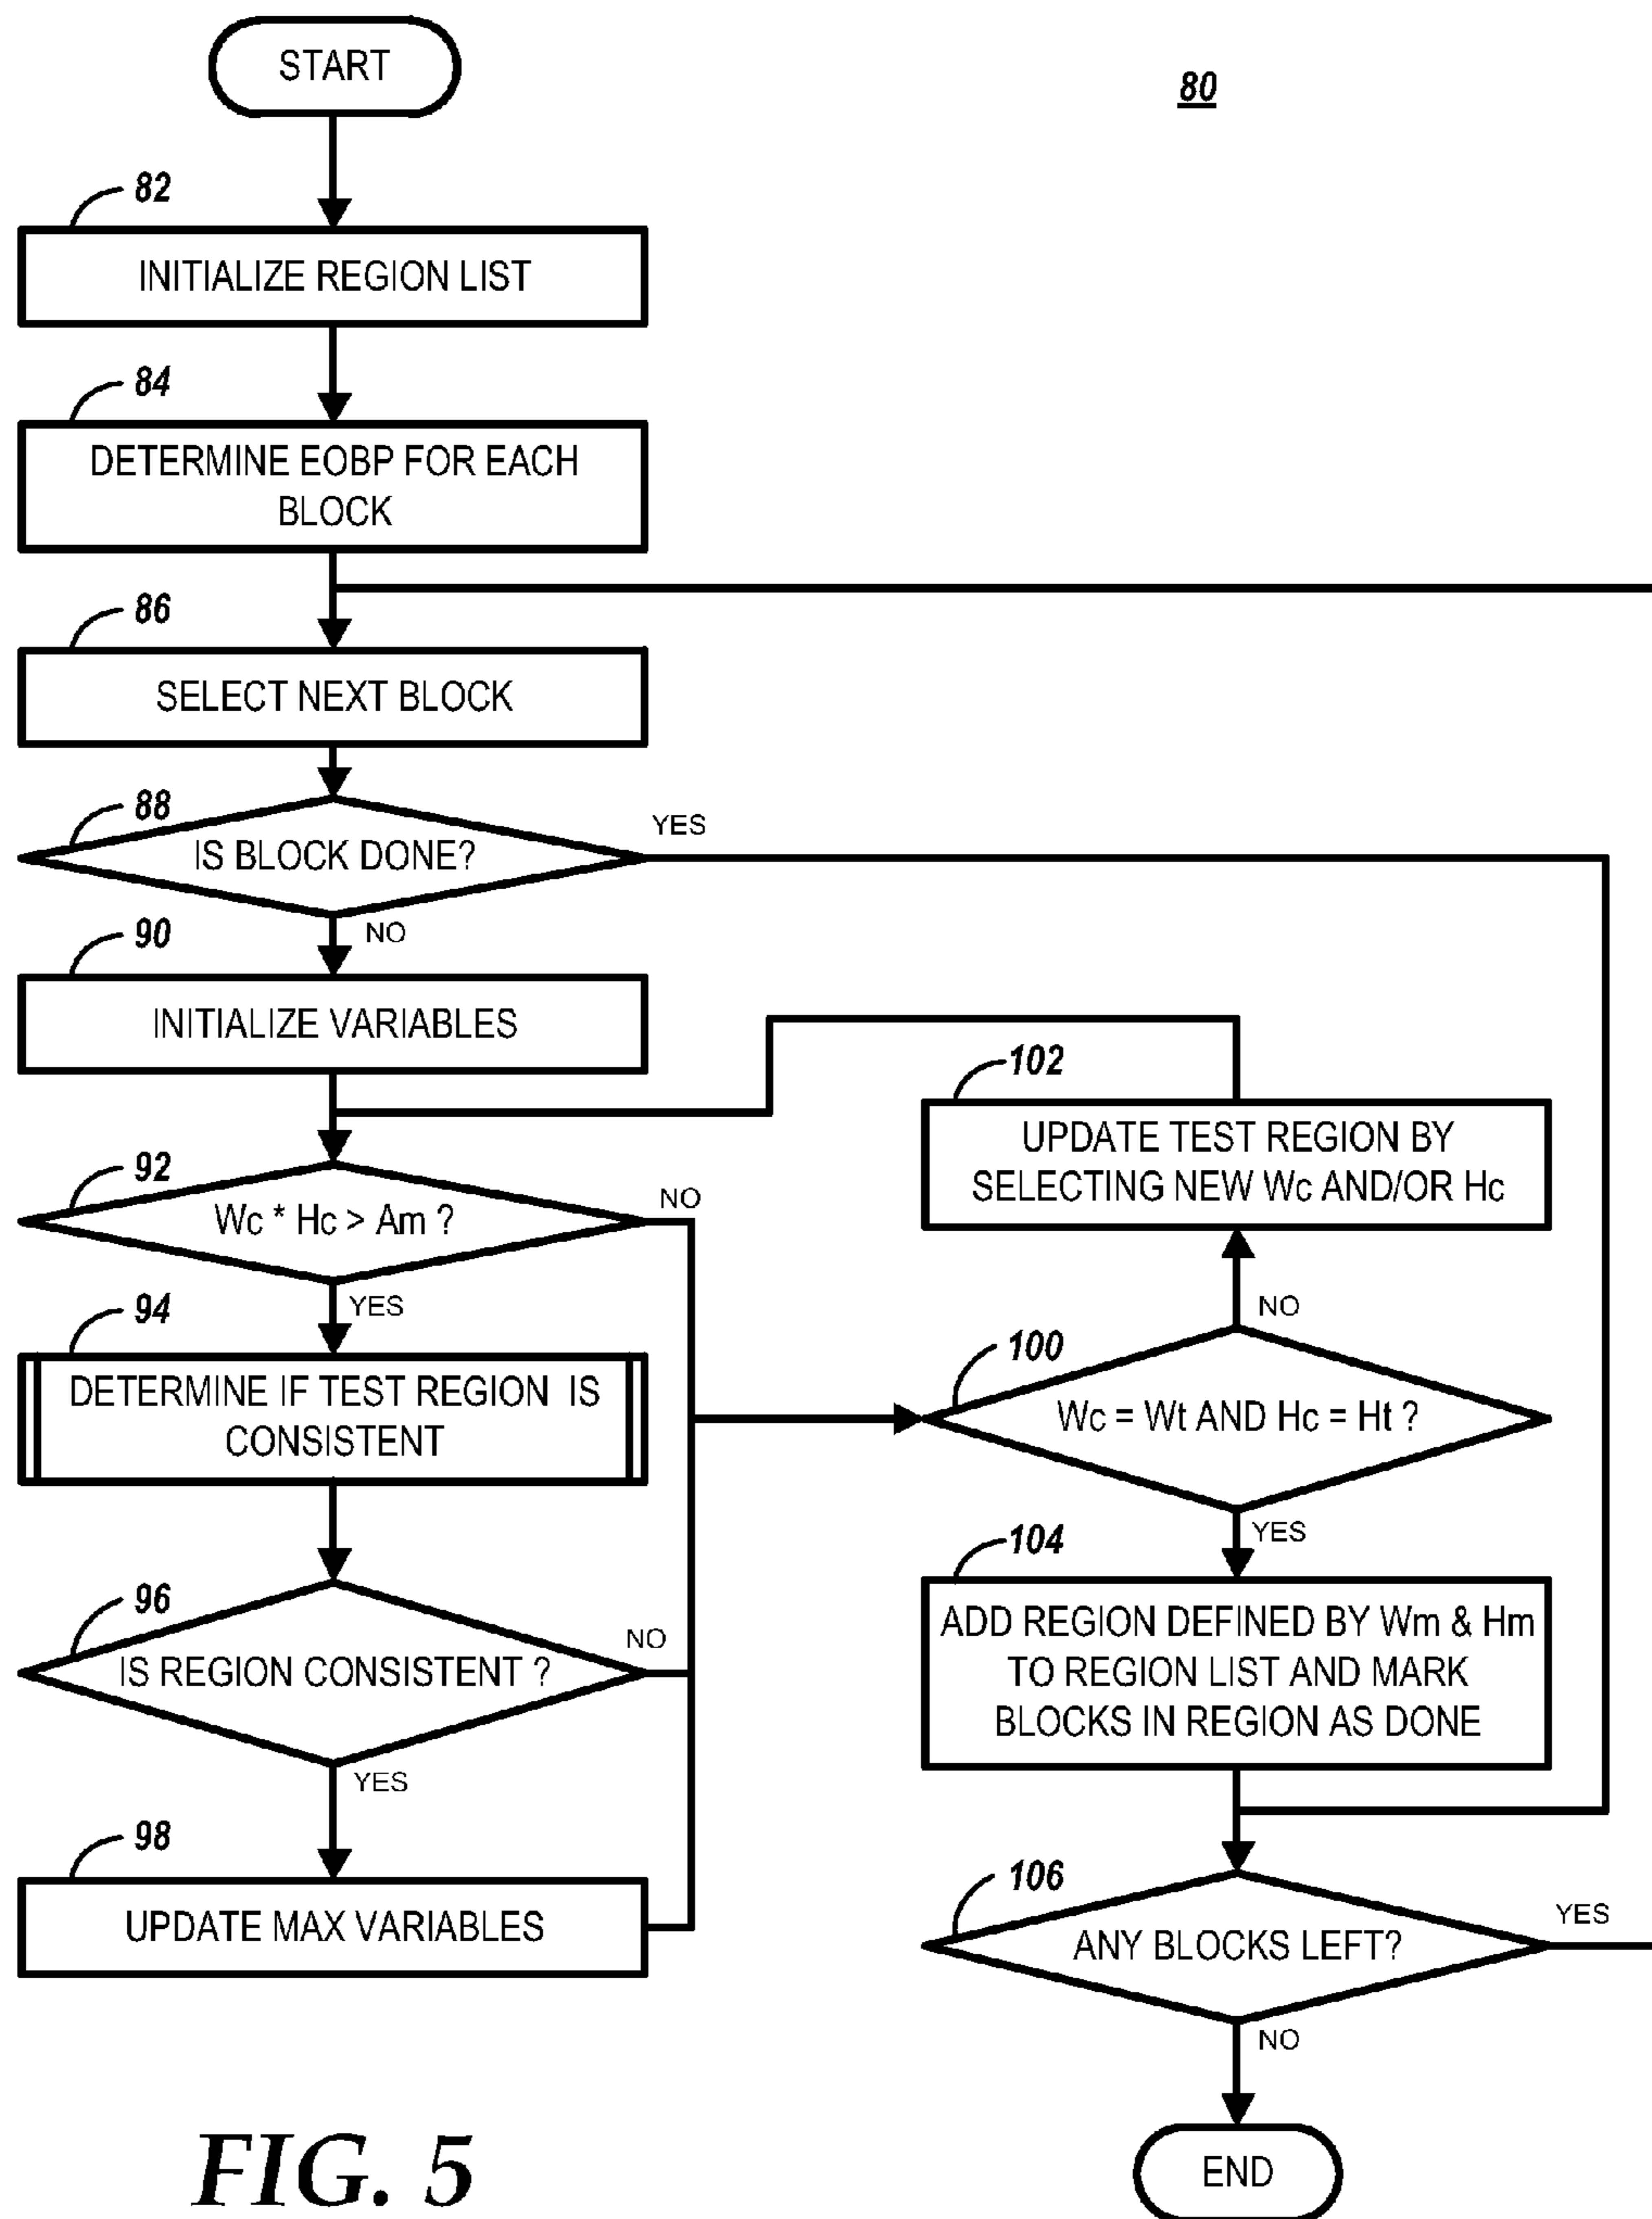 START
80
82
INITIALIZE REGION LIST
84
DETERMINE EOBP FOR EACH
BLOCK
86
SELECT NEXT BLOCK
88
IS BLOCK DONE?
YES
NO
90
INITIALIZE VARIABLES
92
Wc * Hc > Am ?
NO
YES
94
DETERMINE IF TEST REGION IS
CONSISTENT
96
IS REGION CONSISTENT ?
NO
YES
98
UPDATE MAX VARIABLES
102
UPDATE TEST REGION BY
SELECTING NEW Wc AND/OR Hc
NO
100
Wc = Wt AND Hc = Ht ?
YES
104
ADD REGION DEFINED BY Wm & Hm
TO REGION LIST AND MARK
BLOCKS IN REGION AS DONE
106
ANY BLOCKS LEFT?
YES
NO
END
FIG. 5